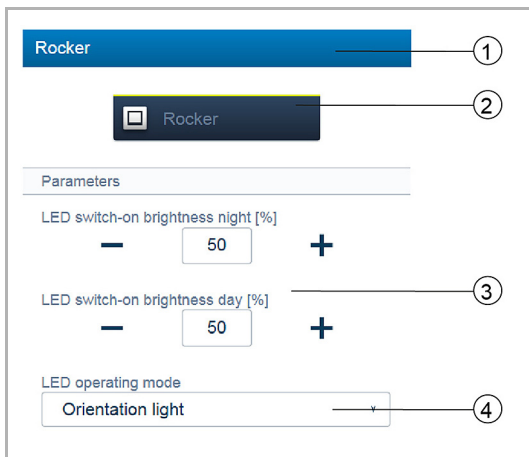 Rocker
1
Rocker
2
Parameters
LED switch-on brightness night [%]
50
3
LED switch-on brightness day [%]
50
LED operating mode
Orientation light
4